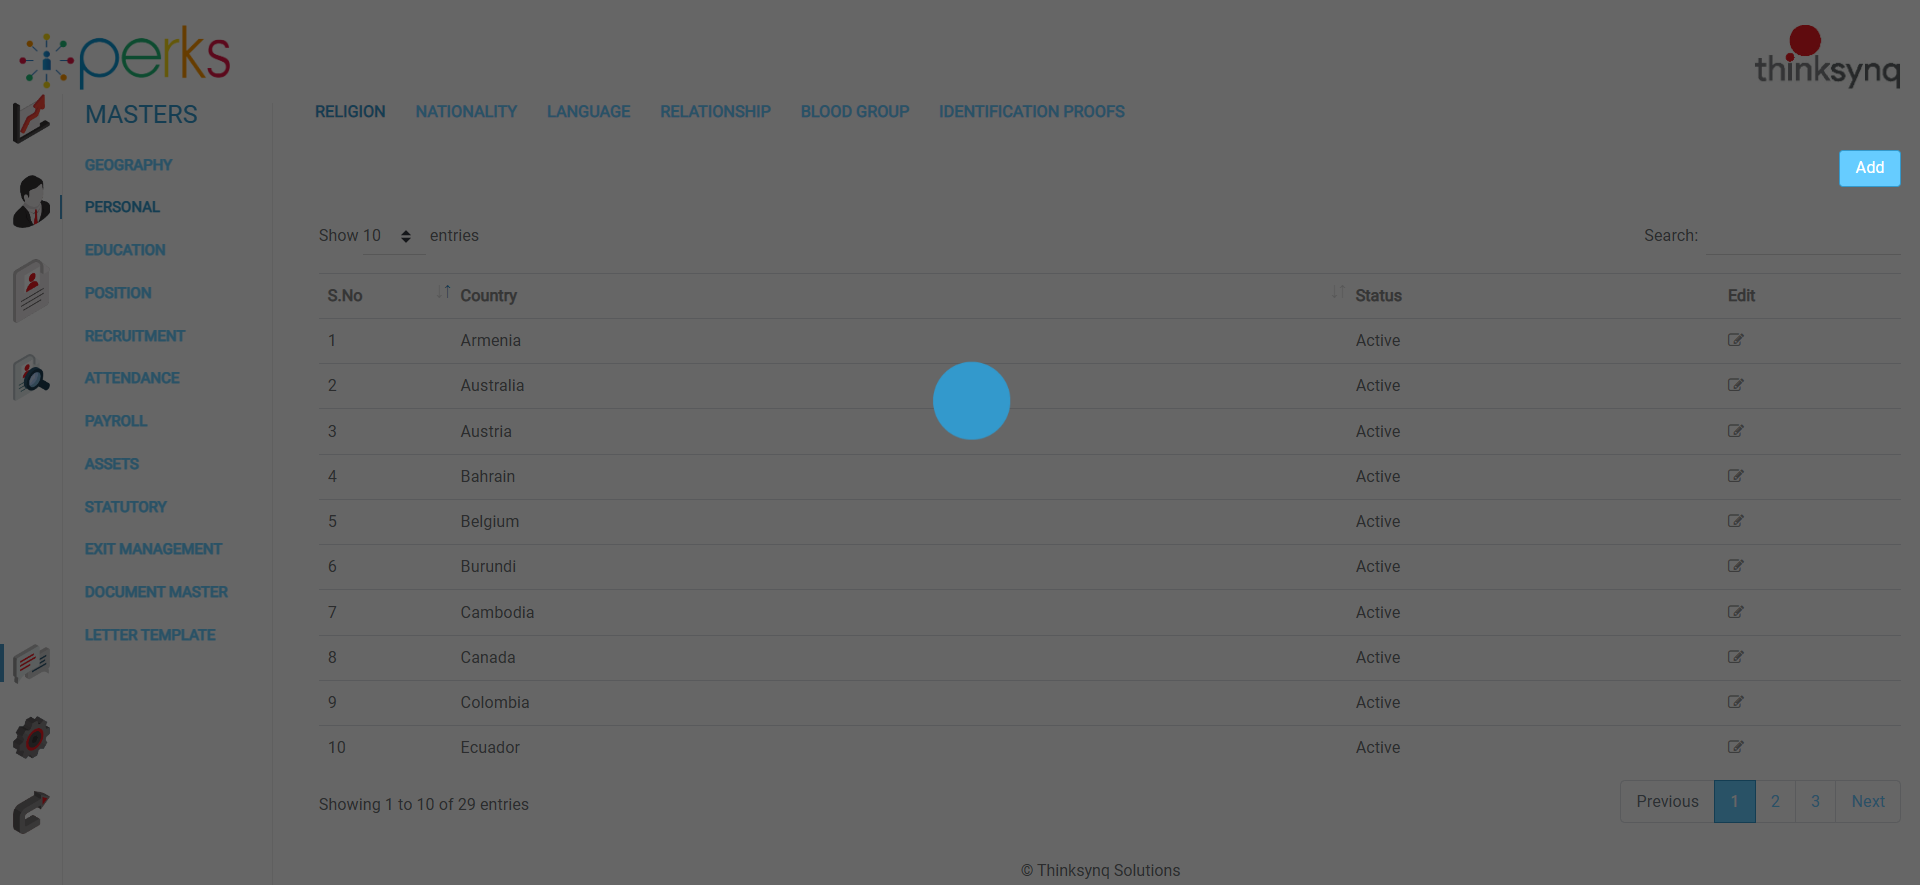 perks
thinksynq
MASTERS
RELIGION NATIONALITY LANGUAGE RELATIONSHIP BLOOD GROUP IDENTIFICATION PROOFS
GEOGRAPHY
PERSONAL
EDUCATION
POSITION
RECRUITMENT
ATTENDANCE
PAYROLL
ASSETS
STATUTORY
EXIT MANAGEMENT
DOCUMENT MASTER
LETTER TEMPLATE
Add
Show 10 entries Search:
S.No Country Status Edit
1 Armenia Active
2 Australia Active
3 Austria Active
4 Bahrain Active
5 Belgium Active
6 Burundi Active
7 Cambodia Active
8 Canada Active
9 Colombia Active
10 Ecuador Active
Showing 1 to 10 of 29 entries
Previous 1 2 3 Next
© Thinksynq Solutions